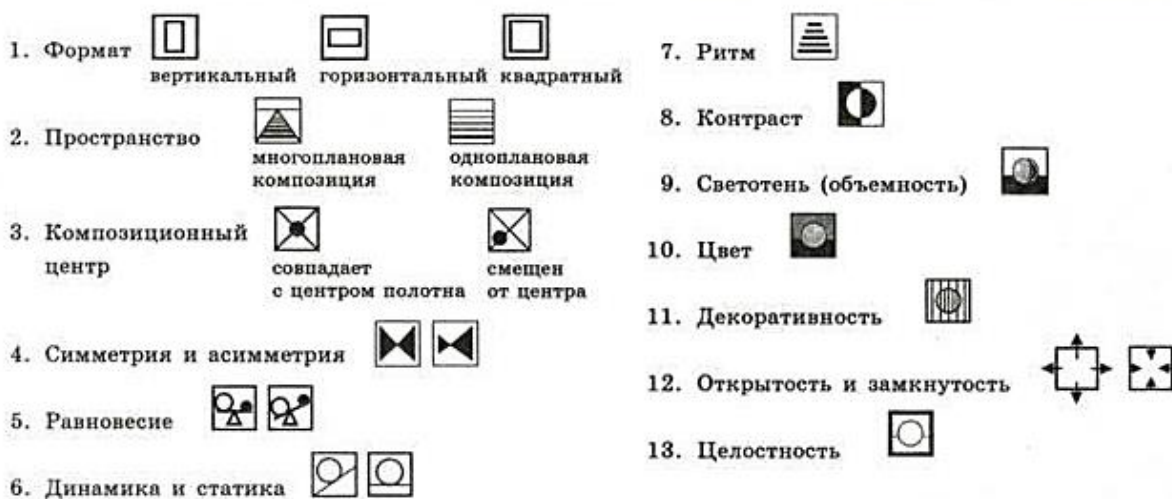 1. Формат
вертикальный горизонтальный квадратный
2. Пространство
многоплановая композиция
одноплановая композиция
3. Композиционный центр
совпадает с центром полотна
смещен от центра
4. Симметрия и асимметрия
5. Равновесие
6. Динамика и статика
7. Ритм
8. Контраст
9. Светотень (объемность)
10. Цвет
11. Декоративность
12. Открытость и замкнутость
13. Целостность